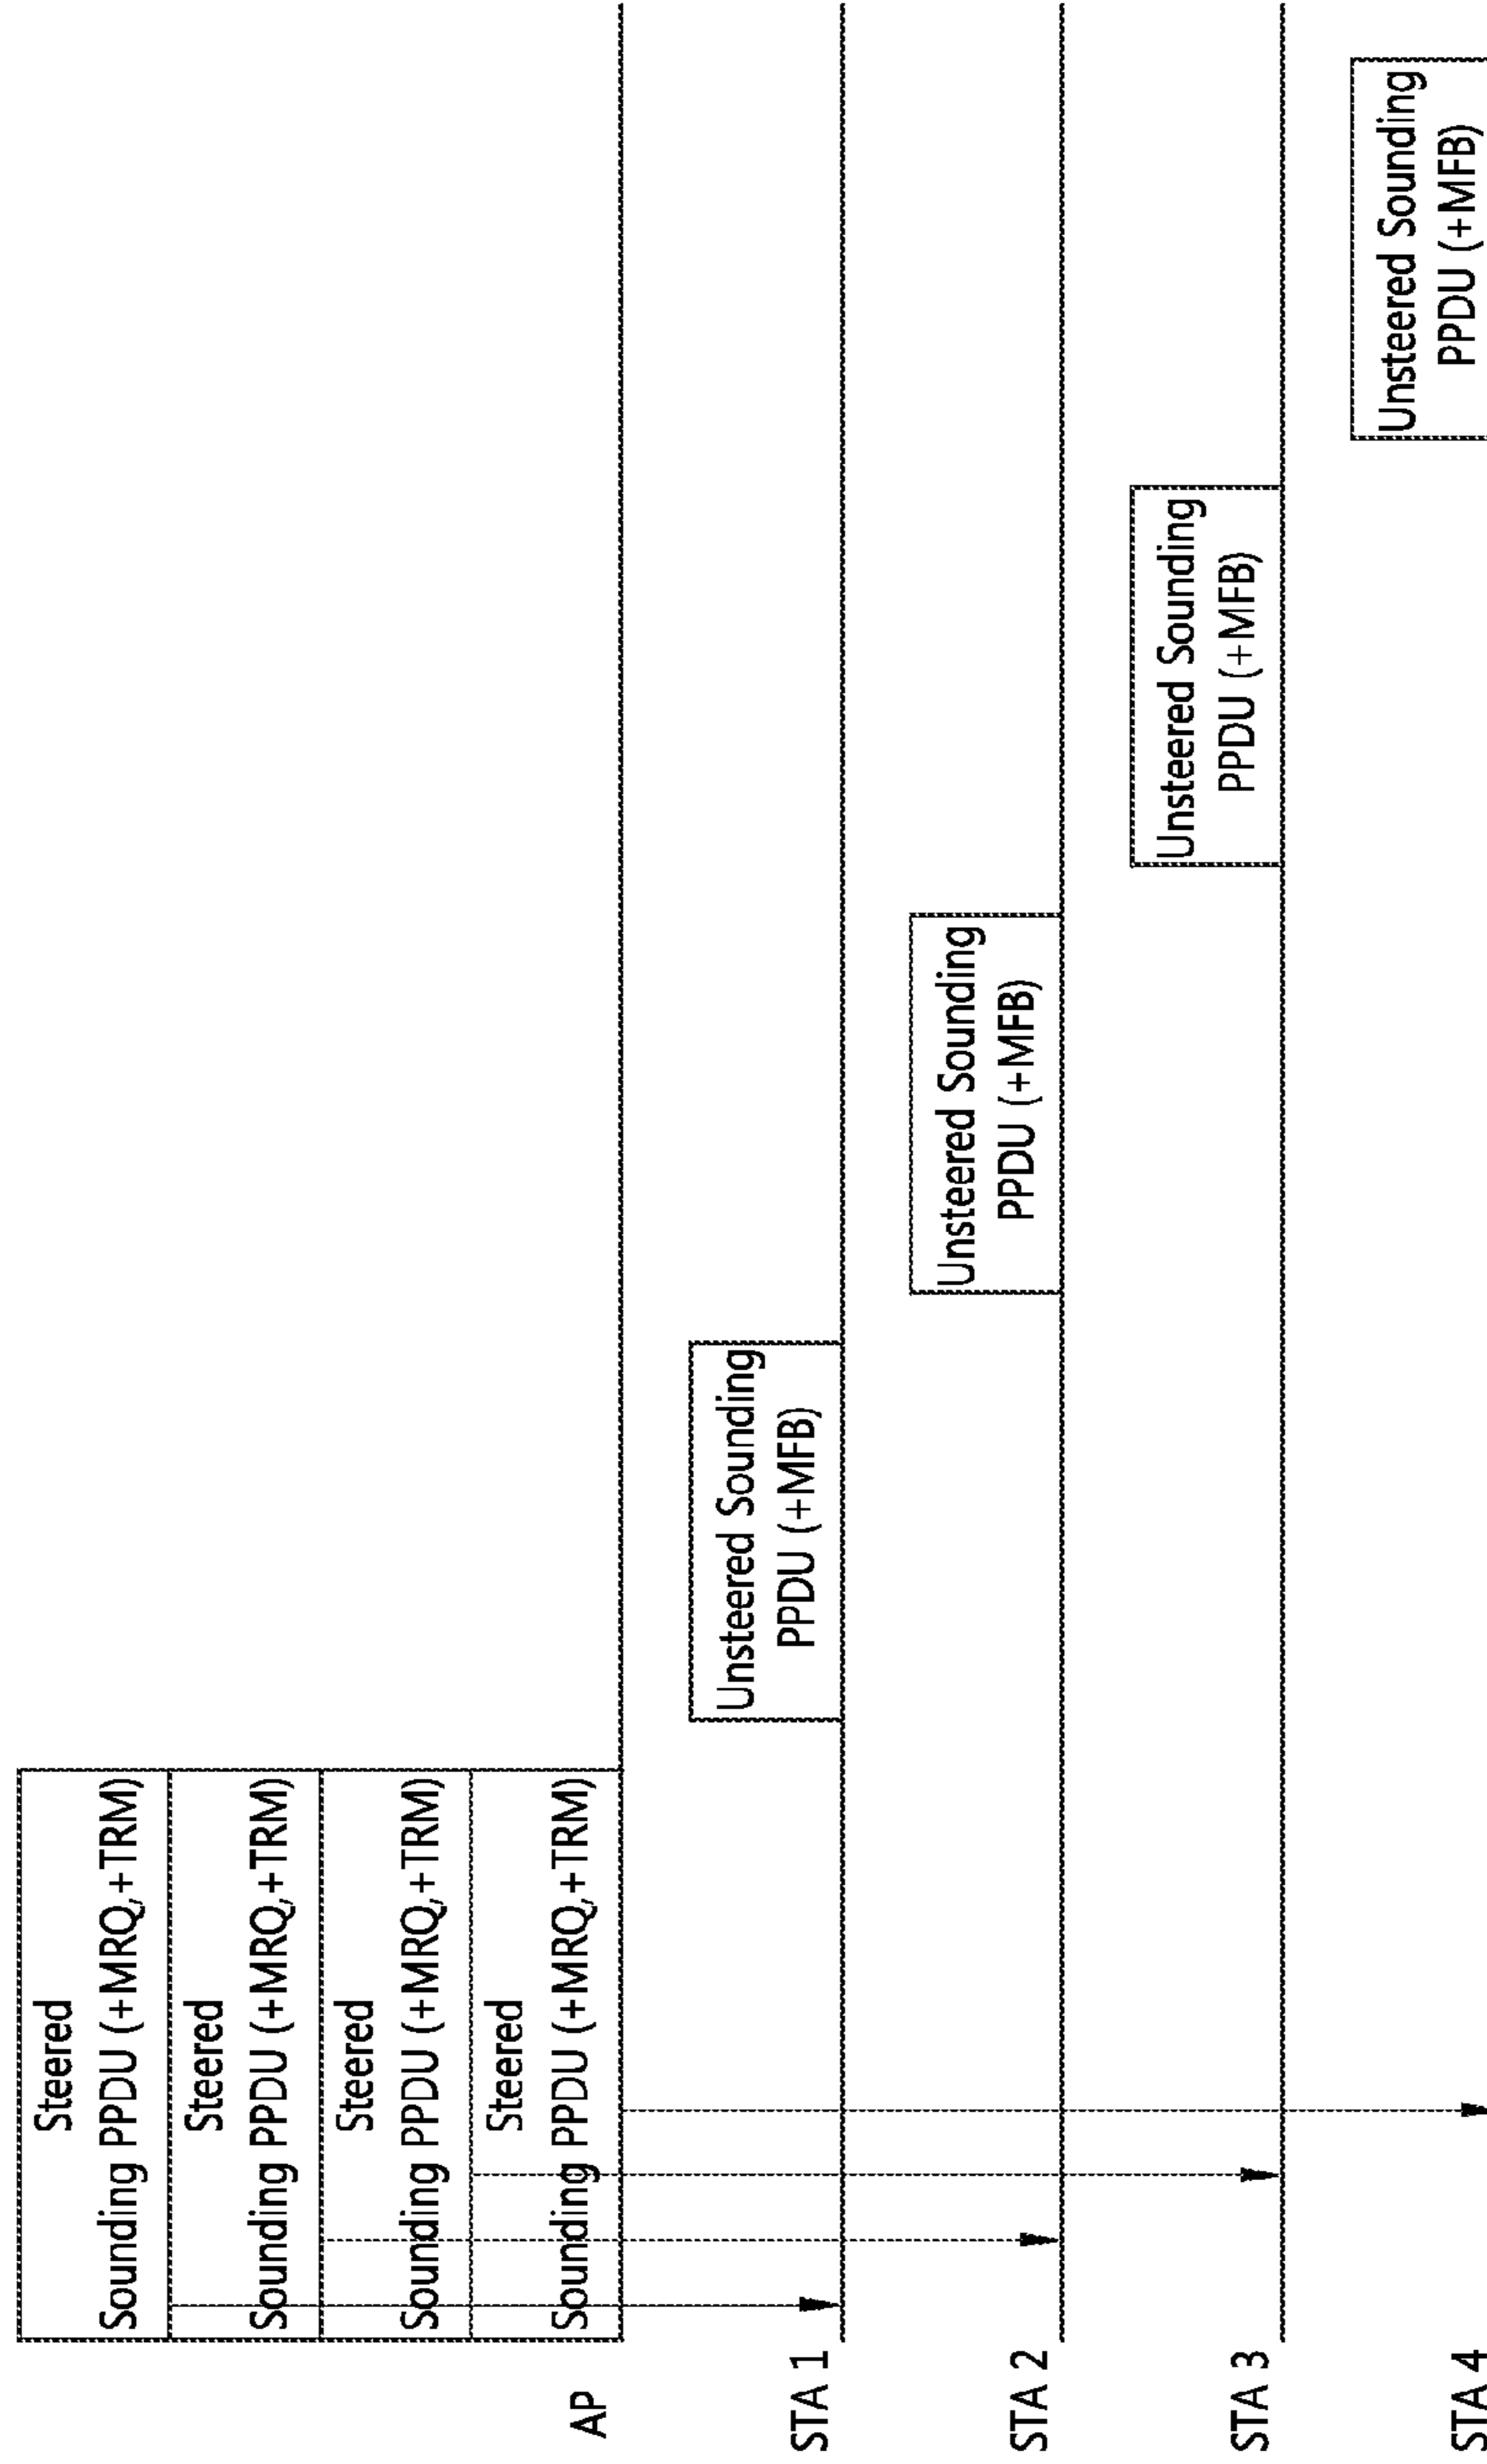 Steered
Sounding PPDU (+MRQ,+TRM)
Steered
Sounding PPDU (+MRQ,+TRM)
Steered
Sounding PPDU (+MRQ,+TRM)
Steered
Sounding PPDU (+MRQ,+TRM)
AP
Unsteered Sounding
PPDU (+MFB)
STA 1
Unsteered Sounding
PPDU (+MFB)
STA 2
Unsteered Sounding
PPDU (+MFB)
STA 3
Unsteered Sounding
PPDU (+MFB)
STA 4